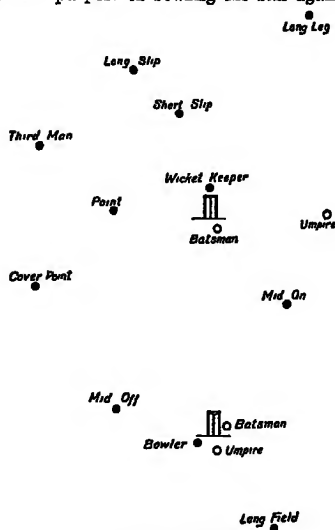 Long Leg
Long Slip
Short Slip
Third Man
Wicket Keeper
Point
Umpire
Batsman
Cover Point
Mid On
Mid Off
Batsman
Bowler
Umpire
Long Field